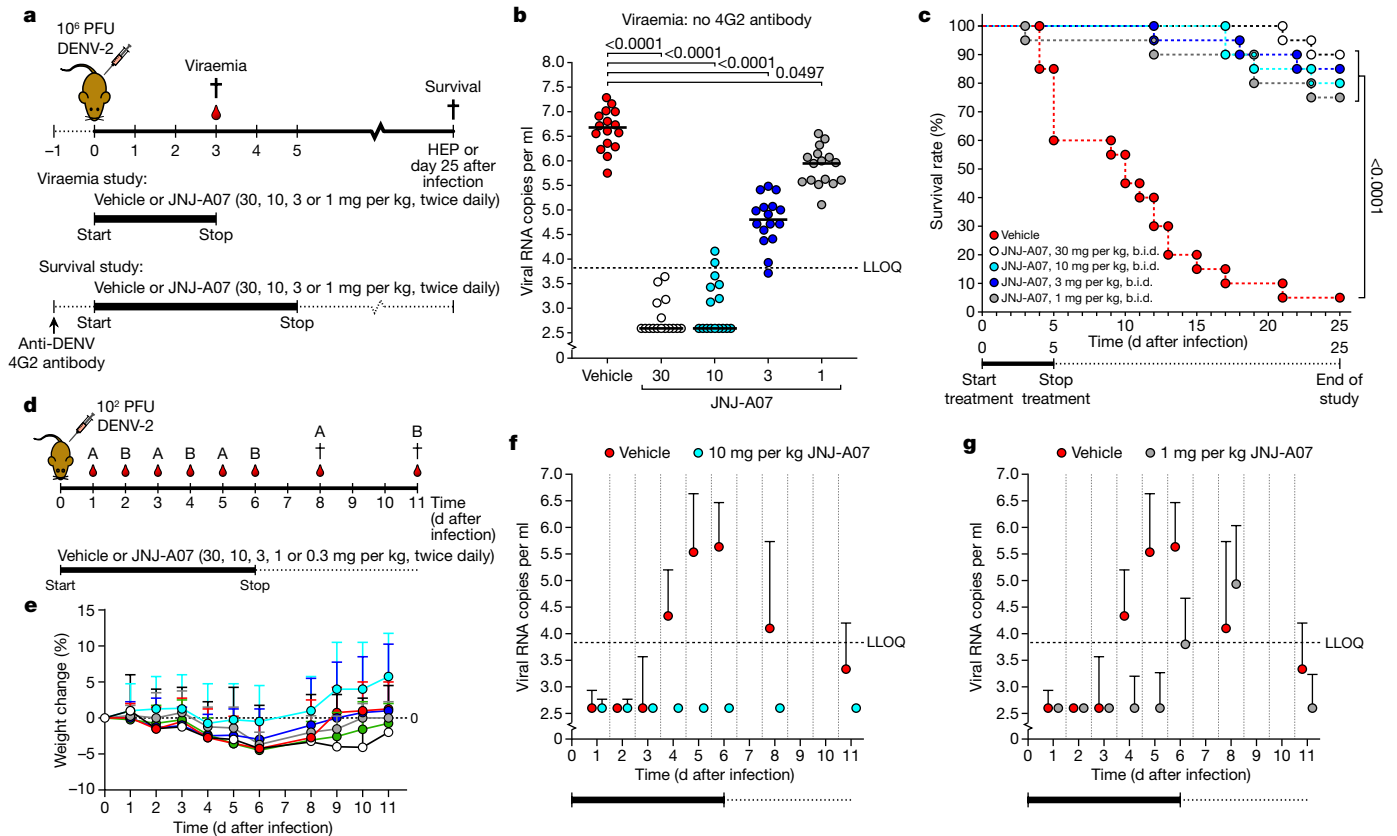 a
10⁶ PFU
DENV-2
Viraemia
Survival
−1 0 1 2 3 4 5
HEP or
day 25 after
infection
Viraemia study:
Vehicle or JNJ-A07 (30, 10, 3 or 1 mg per kg, twice daily)
Start Stop
Survival study:
Vehicle or JNJ-A07 (30, 10, 3 or 1 mg per kg, twice daily)
Start Stop
Anti-DENV
4G2 antibody
b
Viraemia: no 4G2 antibody
<0.0001
<0.0001
<0.0001
0.0497
Viral RNA copies per ml
8.0
7.5
7.0
6.5
6.0
5.5
5.0
4.5
4.0
3.5
3.0
2.5
0
LLOQ
Vehicle 30 10 3 1
JNJ-A07
c
Survival rate (%)
100
90
80
70
60
50
40
30
20
10
0
Vehicle
JNJ-A07, 30 mg per kg, b.i.d.
JNJ-A07, 10 mg per kg, b.i.d.
JNJ-A07, 3 mg per kg, b.i.d.
JNJ-A07, 1 mg per kg, b.i.d.
<0.0001
0 5 10 15 20 25
Time (d after infection)
0 5 25
Start
treatment
Stop
treatment
End of
study
d
10² PFU
DENV-2
A B A B A B A B
0 1 2 3 4 5 6 7 8 9 10 11
Time
(d after
infection)
Vehicle or JNJ-A07 (30, 10, 3, 1 or 0.3 mg per kg, twice daily)
Start Stop
e
Weight change (%)
15
10
5
0
−5
−10
0
0 1 2 3 4 5 6 7 8 9 10 11
Time (d after infection)
f
Vehicle 10 mg per kg JNJ-A07
Viral RNA copies per ml
7.0
6.5
6.0
5.5
5.0
4.5
4.0
3.5
3.0
2.5
0
LLOQ
0 1 2 3 4 5 6 7 8 9 10 11
Time (d after infection)
g
Vehicle 1 mg per kg JNJ-A07
Viral RNA copies per ml
7.0
6.5
6.0
5.5
5.0
4.5
4.0
3.5
3.0
2.5
0
LLOQ
0 1 2 3 4 5 6 7 8 9 10 11
Time (d after infection)